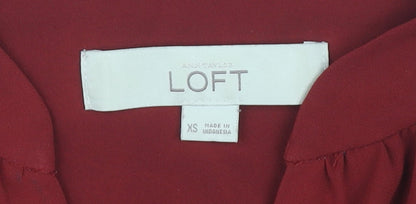 ANN TAYLOR
LOFT
XS MADE IN
INDONESIA